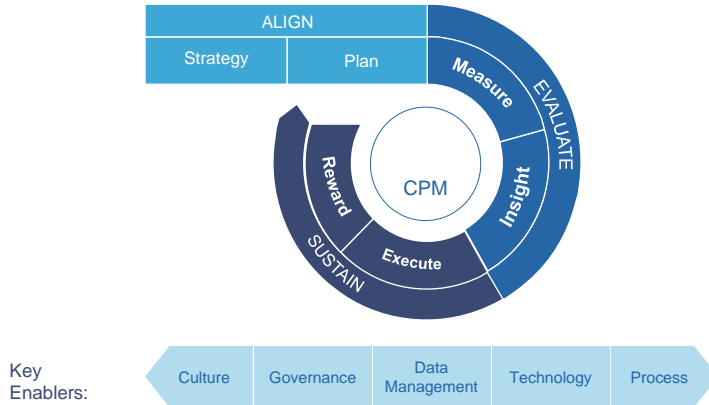 ALIGN
Strategy
Plan
Measure
EVALUATE
Insight
CPM
Reward
Execute
SUSTAIN
Key
Enablers:
Culture
Governance
Data
Management
Technology
Process